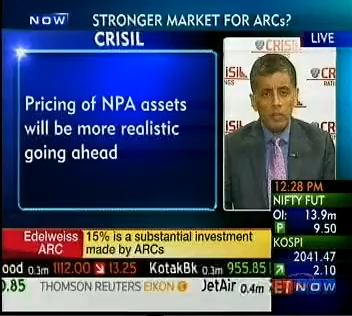 NOW
STRONGER MARKET FOR ARCs?
CRISIL
LIVE
CRISIL
Pricing of NPA assets
will be more realistic
going ahead
12:28 PM
NIFTY FUT
OI: 13.9m
P 9.50
KOSPI
2041.47
2.10
Edelweiss
ARC
15% is a substantial investment
made by ARCs
ood 0.3m 1112.00 13.25 KotakBk 0.3m 955.85
0.85 THOMSON REUTERS EIKON JetAir 0.4m
ET NOW